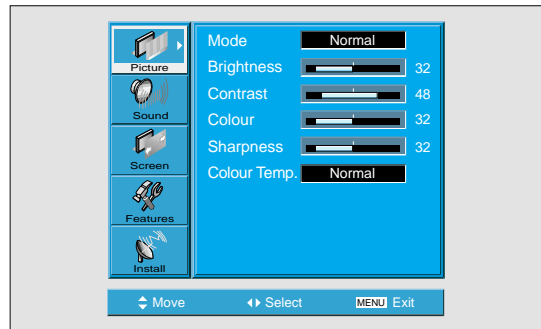 Picture
Sound
Screen
Features
Install
Mode Normal
Brightness 32
Contrast 48
Colour 32
Sharpness 32
Colour Temp. Normal
Move Select MENU Exit